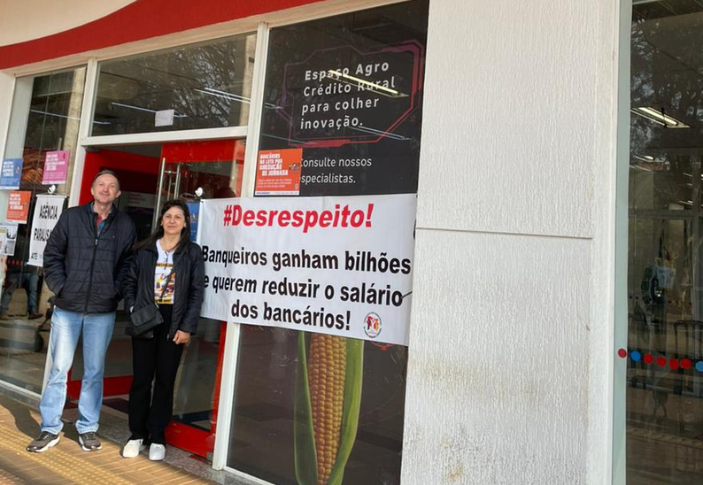 Espaço Agro
Crédito Rural
para colher
inovação.
Consulte nossos
especialistas.
AGÊNCIA
#Desrespeito!
Banqueiros ganham bilhões
e querem reduzir o salário
dos bancários!